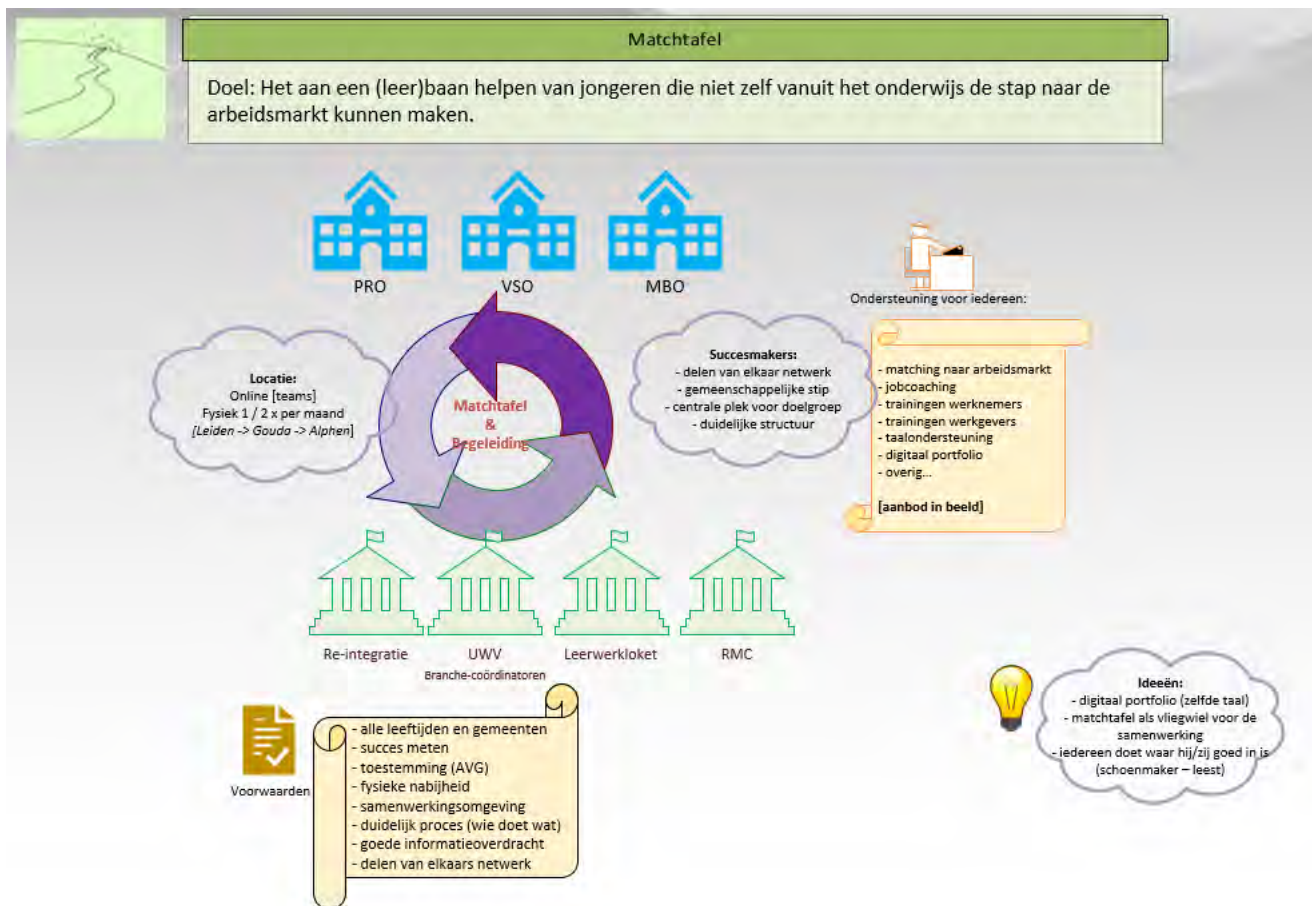 Matchtafel
Doel: Het aan een (leer)baan helpen van jongeren die niet zelf vanuit het onderwijs de stap naar de
arbeidsmarkt kunnen maken.
PRO
VSO
MBO
Ondersteuning voor iedereen:
Locatie:
Online [teams]
Fysiek 1 / 2 x per maand
[Leiden -> Gouda -> Alphen]
Matchtafel
&
Begeleiding
Succesmakers:
- delen van elkaar netwerk
- gemeenschappelijke stip
- centrale plek voor doelgroep
- duidelijke structuur
- matching naar arbeidsmarkt
- jobcoaching
- trainingen werknemers
- trainingen werkgevers
- taalondersteuning
- digitaal portfolio
- overig...
[aanbod in beeld]
Re-integratie
UWV
Branche-coördinatoren
Leerwerkloket
RMC
Voorwaarden
- alle leeftijden en gemeenten
- succes meten
- toestemming (AVG)
- fysieke nabijheid
- samenwerkingsomgeving
- duidelijk proces (wie doet wat)
- goede informatieoverdracht
- delen van elkaars netwerk
Ideeën:
- digitaal portfolio (zelfde taal)
- matchtafel als vliegwiel voor de
samenwerking
- iedereen doet waar hij/zij goed in is
(schoenmaker – leest)